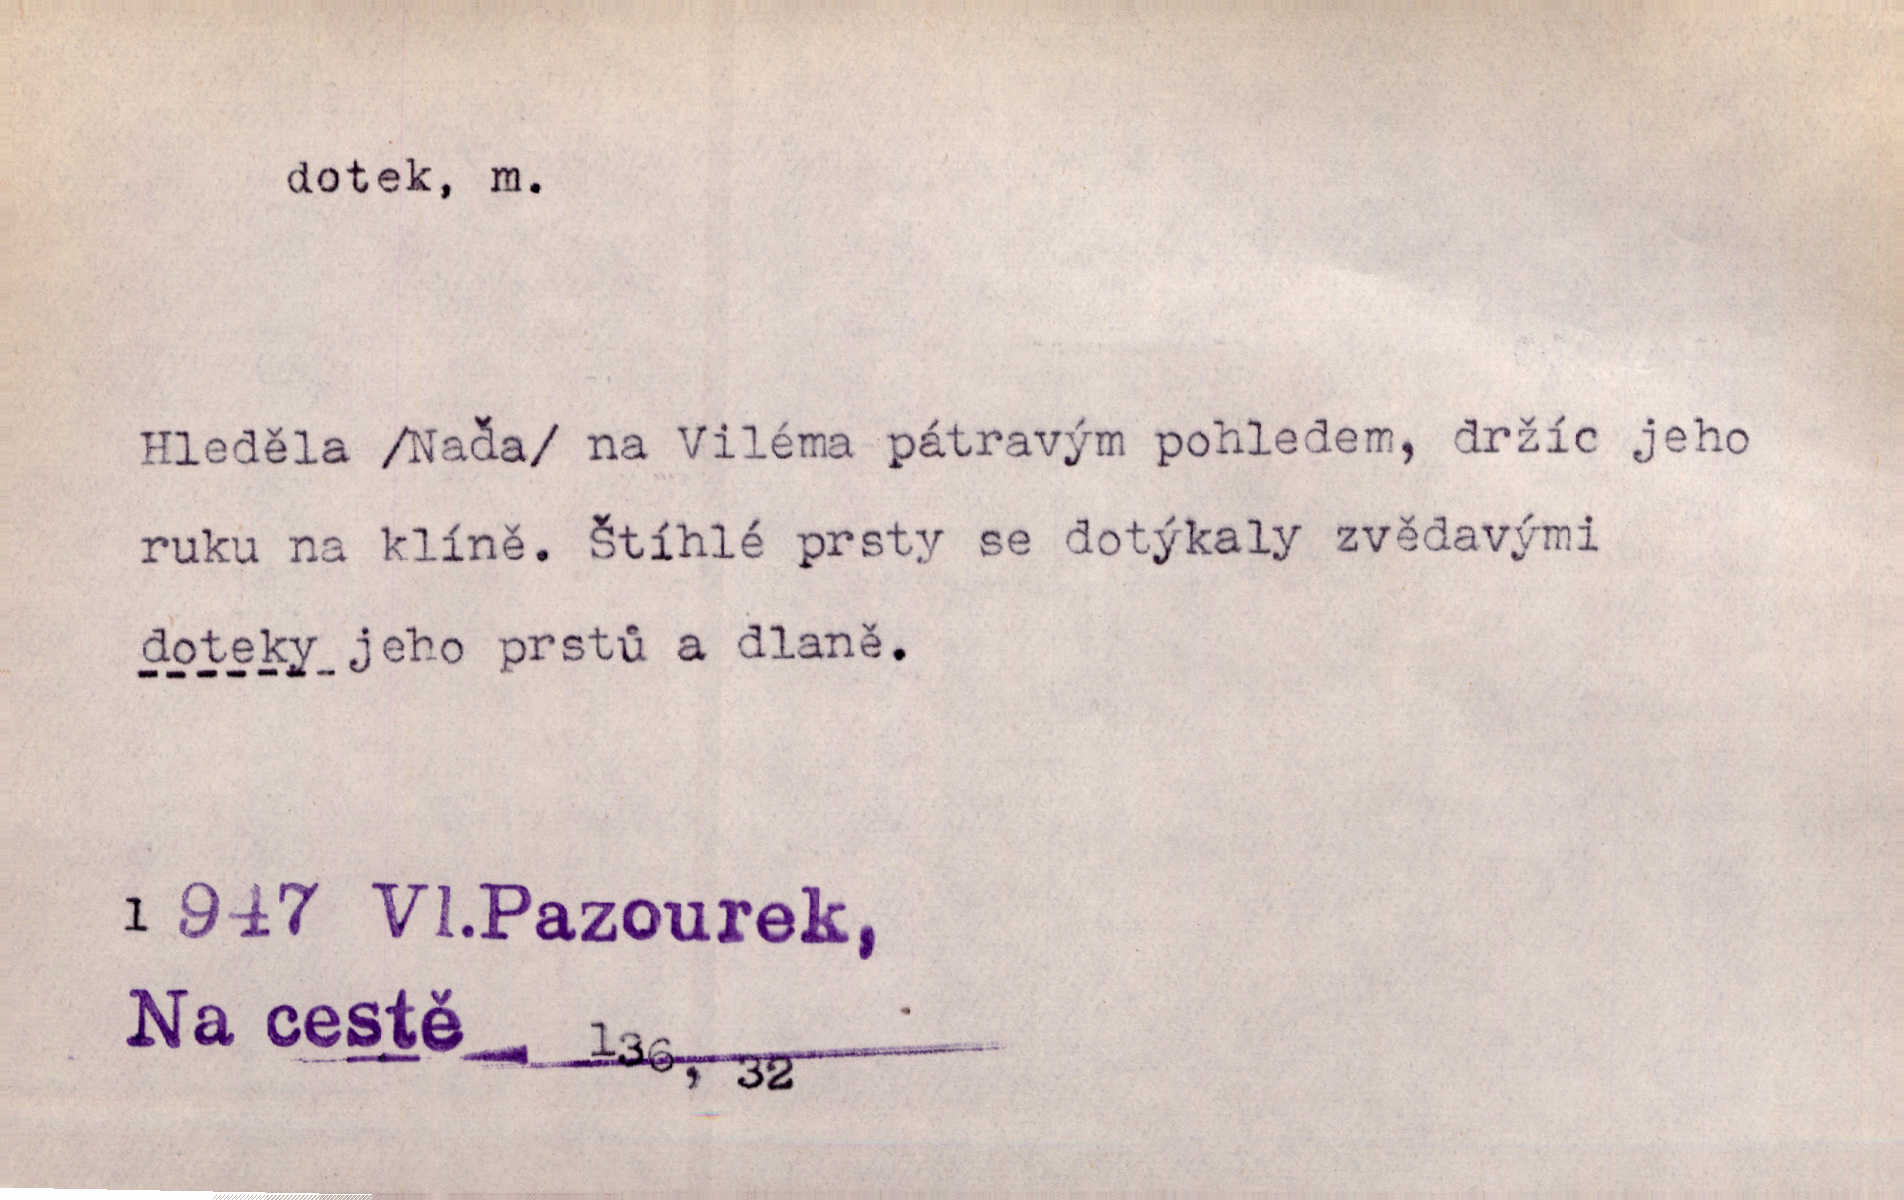 dotek, m.
Hleděla /Naďa/ na Viléma pátravým pohledem, držíc jeho
ruku na klíně. Štíhlé prsty se dotýkaly zvědavými
doteky jeho prstů a dlaně.
1947 Vl.Pazourek,
Na cestě 136, 32